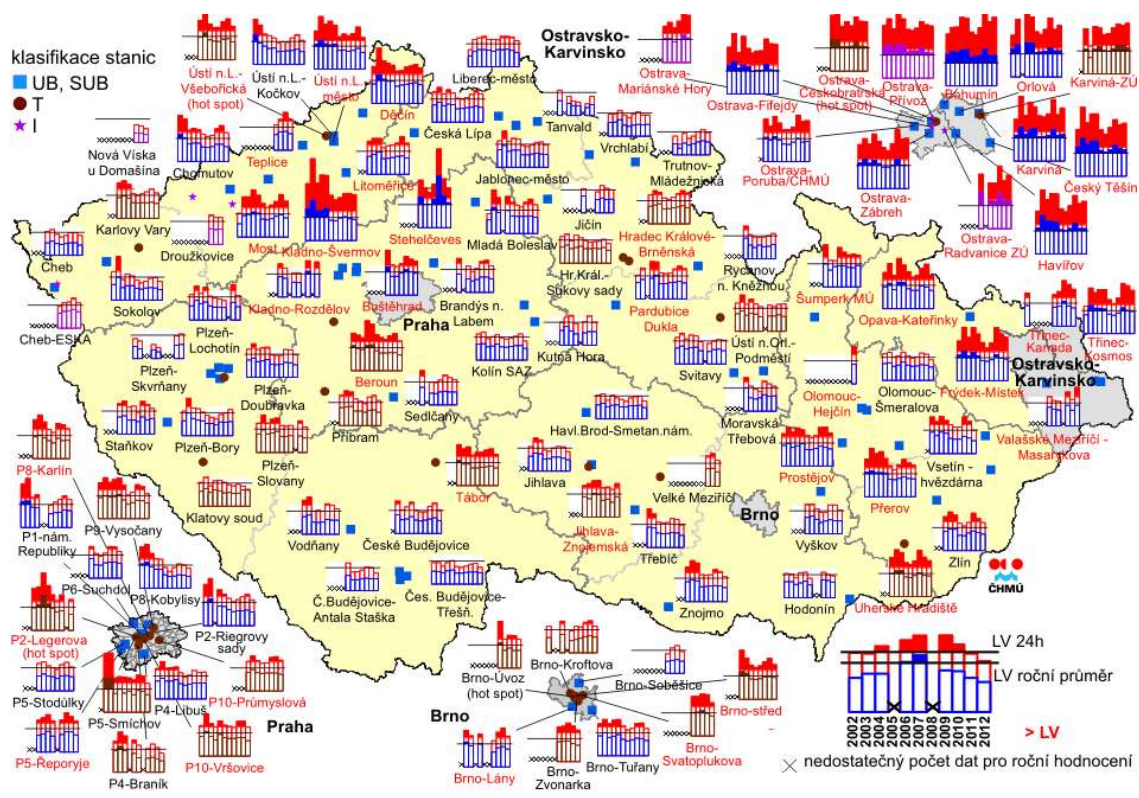 klasifikace stanic
UB, SUB
T
I
Ústí n.L.-
Všebořická
(hot spot)
Ústí n.L.-
Kočkov
Ústí n.L.-
město
Děčín
Liberec-město
Česká Lípa
Tanvald
Vrchlabí
Trutnov-
Mládežnická
Ostravsko-
Karvinsko
Ostrava-
Mariánské Hory
Ostrava-Fifejdy
Ostrava-
Českobratrská
(hot spot)
Ostrava-
Přívoz
Bohumín
Orlová
Karviná-ZÚ
Ostrava-
Poruba/ČHMÚ
Ostrava-
Zábreh
Ostrava-
Radvanice ZÚ
Karviná
Český Těšín
Havířov
Nová Víska
u Domašína
Chomutov
Teplice
Litoměřice
Jablonec-město
Karlovy Vary
Droužkovice
Most
Kladno-Švermov
Stehelčeves
Mladá Boleslav
Jičín
Hradec Králové-
Brněnská
Cheb
Sokolov
Kladno-Rozdělov
Buštěhrad
Praha
Brandýs n.
Labem
Hr.Král.-
Sukovy sady
Pardubice
Dukla
Rychnov
n. Kněžnou
Šumperk MÚ
Opava-Kateřinky
Třinec-
Kanada
Třinec-
Kosmos
Cheb-ESKA
Plzeň-
Lochotín
Plzeň-
Skvrňany
Plzeň-
Doubravka
Beroun
Kolín SAZ
Kutná Hora
Svitavy
Ústí n.Orl.-
Podměstí
Olomouc-
Hejčín
Olomouc-
Šmeralova
Frýdek-Místek
Ostravsko-
Karvinsko
Staňkov
Plzeň-Bory
Plzeň-
Slovany
Příbram
Sedlčany
Havl.Brod-Smetan.nám.
Moravská
Třebová
Valašské Meziříčí -
Masarykova
Vsetín -
hvězdárna
P8-Karlín
P9-Vysočany
P1-nám.
Republiky
P6-Suchdol
P8-Kobylisy
Klatovy soud
Tábor
Jihlava
Velké Meziříčí
Prostějov
Přerov
Brno
Vodňany
České Budějovice
Jihlava-
Znojemská
Třebíč
Vyškov
Zlín
ČHMÚ
P2-Legerova
(hot spot)
P2-Riegrovy
sady
Č.Budějovice-
Antala Staška
Čes. Budějovice-
Třešň.
Znojmo
Hodonín
Uherské Hradiště
P5-Stodůlky
P5-Smíchov
P4-Libuš
P10-Průmyslová
Praha
P5-Řeporyje
P4-Braník
P10-Vršovice
Brno-Úvoz
(hot spot)
Brno-Kroftova
Brno-Soběšice
Brno-střed
Brno
Brno-Lány
Brno-
Zvonarka
Brno-Tuřany
Brno-
Svatoplukova
LV 24h
LV roční průměr
2002
2003
2004
2005
2006
2007
2008
2009
2010
2011
2012
> LV
nedostatečný počet dat pro roční hodnocení